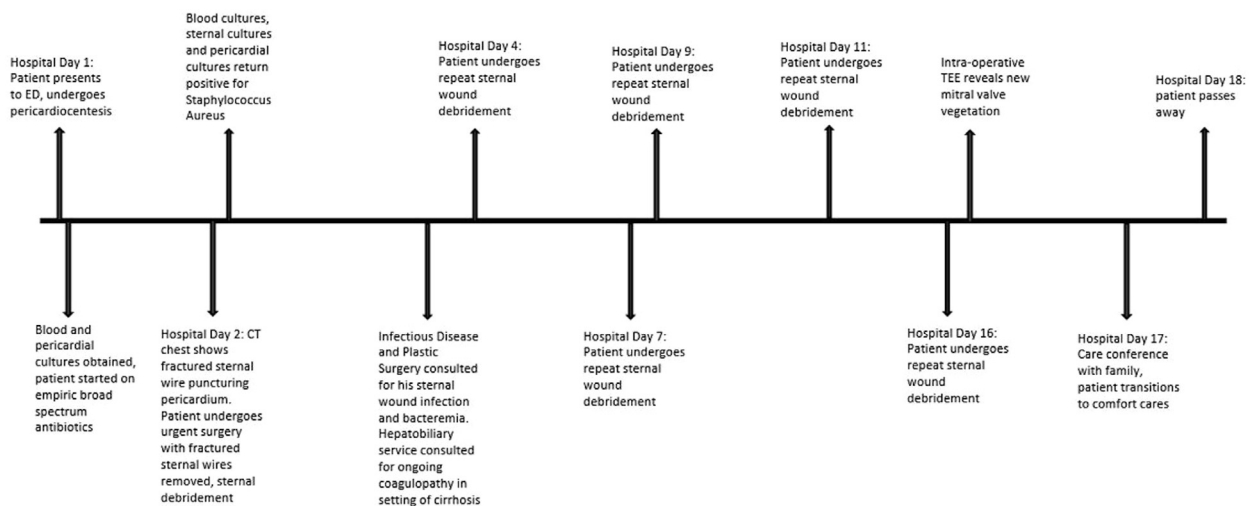 Hospital Day 1:
Patient presents
to ED, undergoes
pericardiocentesis
Blood cultures,
sternal cultures
and pericardial
cultures return
positive for
Staphylococcus
Aureus
Hospital Day 4:
Patient undergoes
repeat sternal
wound
debridement
Hospital Day 9:
Patient undergoes
repeat sternal
wound
debridement
Hospital Day 11:
Patient undergoes
repeat sternal
wound
debridement
Intra-operative
TEE reveals new
mitral valve
vegetation
Hospital Day 18:
patient passes
away
Blood and
pericardial
cultures obtained,
patient started on
empiric broad
spectrum
antibiotics
Hospital Day 2: CT
chest shows
fractured sternal
wire puncturing
pericardium.
Patient undergoes
urgent surgery
with fractured
sternal wires
removed, sternal
debridement
Infectious Disease
and Plastic
Surgery consulted
for his sternal
wound infection
and bacteremia.
Hepatobiliary
service consulted
for ongoing
coagulopathy in
setting of cirrhosis
Hospital Day 7:
Patient undergoes
repeat sternal
wound
debridement
Hospital Day 16:
Patient undergoes
repeat sternal
wound
debridement
Hospital Day 17:
Care conference
with family,
patient transitions
to comfort cares